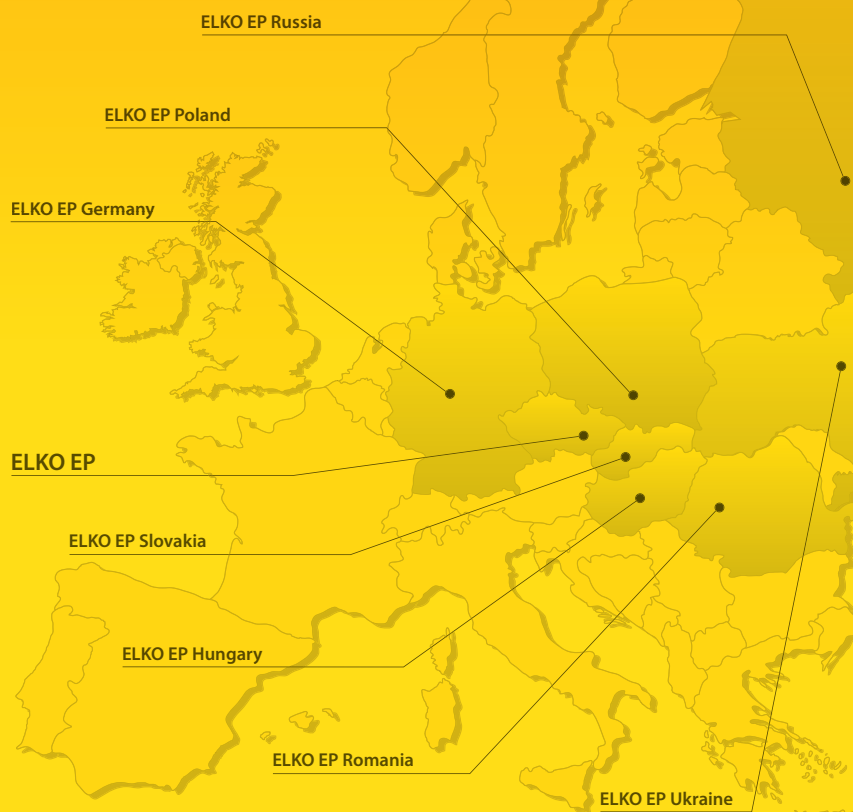 ELKO EP Russia
ELKO EP Poland
ELKO EP Germany
ELKO EP
ELKO EP Slovakia
ELKO EP Hungary
ELKO EP Romania
ELKO EP Ukraine